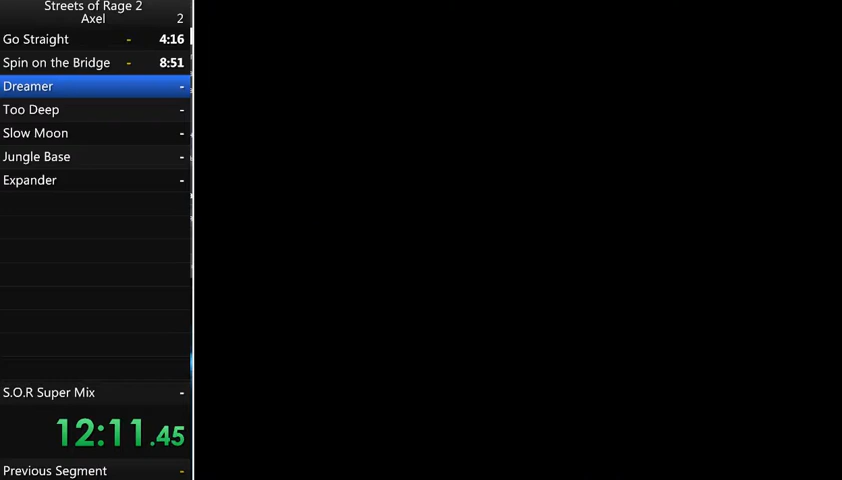 Streets of Rage 2
Axel 2
Go Straight - 4:16
Spin on the Bridge - 8:51
Dreamer -
Too Deep -
Slow Moon -
Jungle Base -
Expander -
S.O.R Super Mix -
12:11.45
Previous Segment -